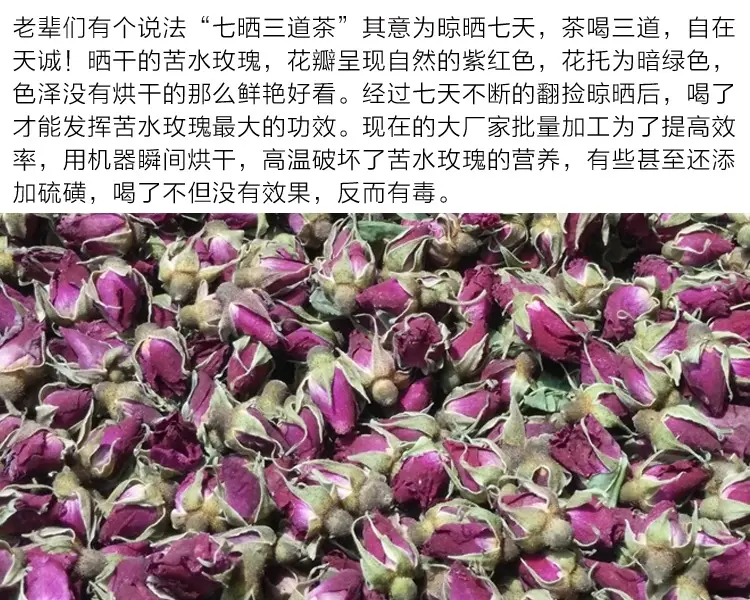 老辈们有个说法“七晒三道茶”其意为晾晒七天，茶喝三道，自在
天诚！晒干的苦水玫瑰，花瓣呈现自然的紫红色，花托为暗绿色，
色泽没有烘干的那么鲜艳好看。经过七天不断的翻捡晾晒后，喝了
才能发挥苦水玫瑰最大的功效。现在的大厂家批量加工为了提高效
率，用机器瞬间烘干，高温破坏了苦水玫瑰的营养，有些甚至还添
加硫磺，喝了不但没有效果，反而有毒。